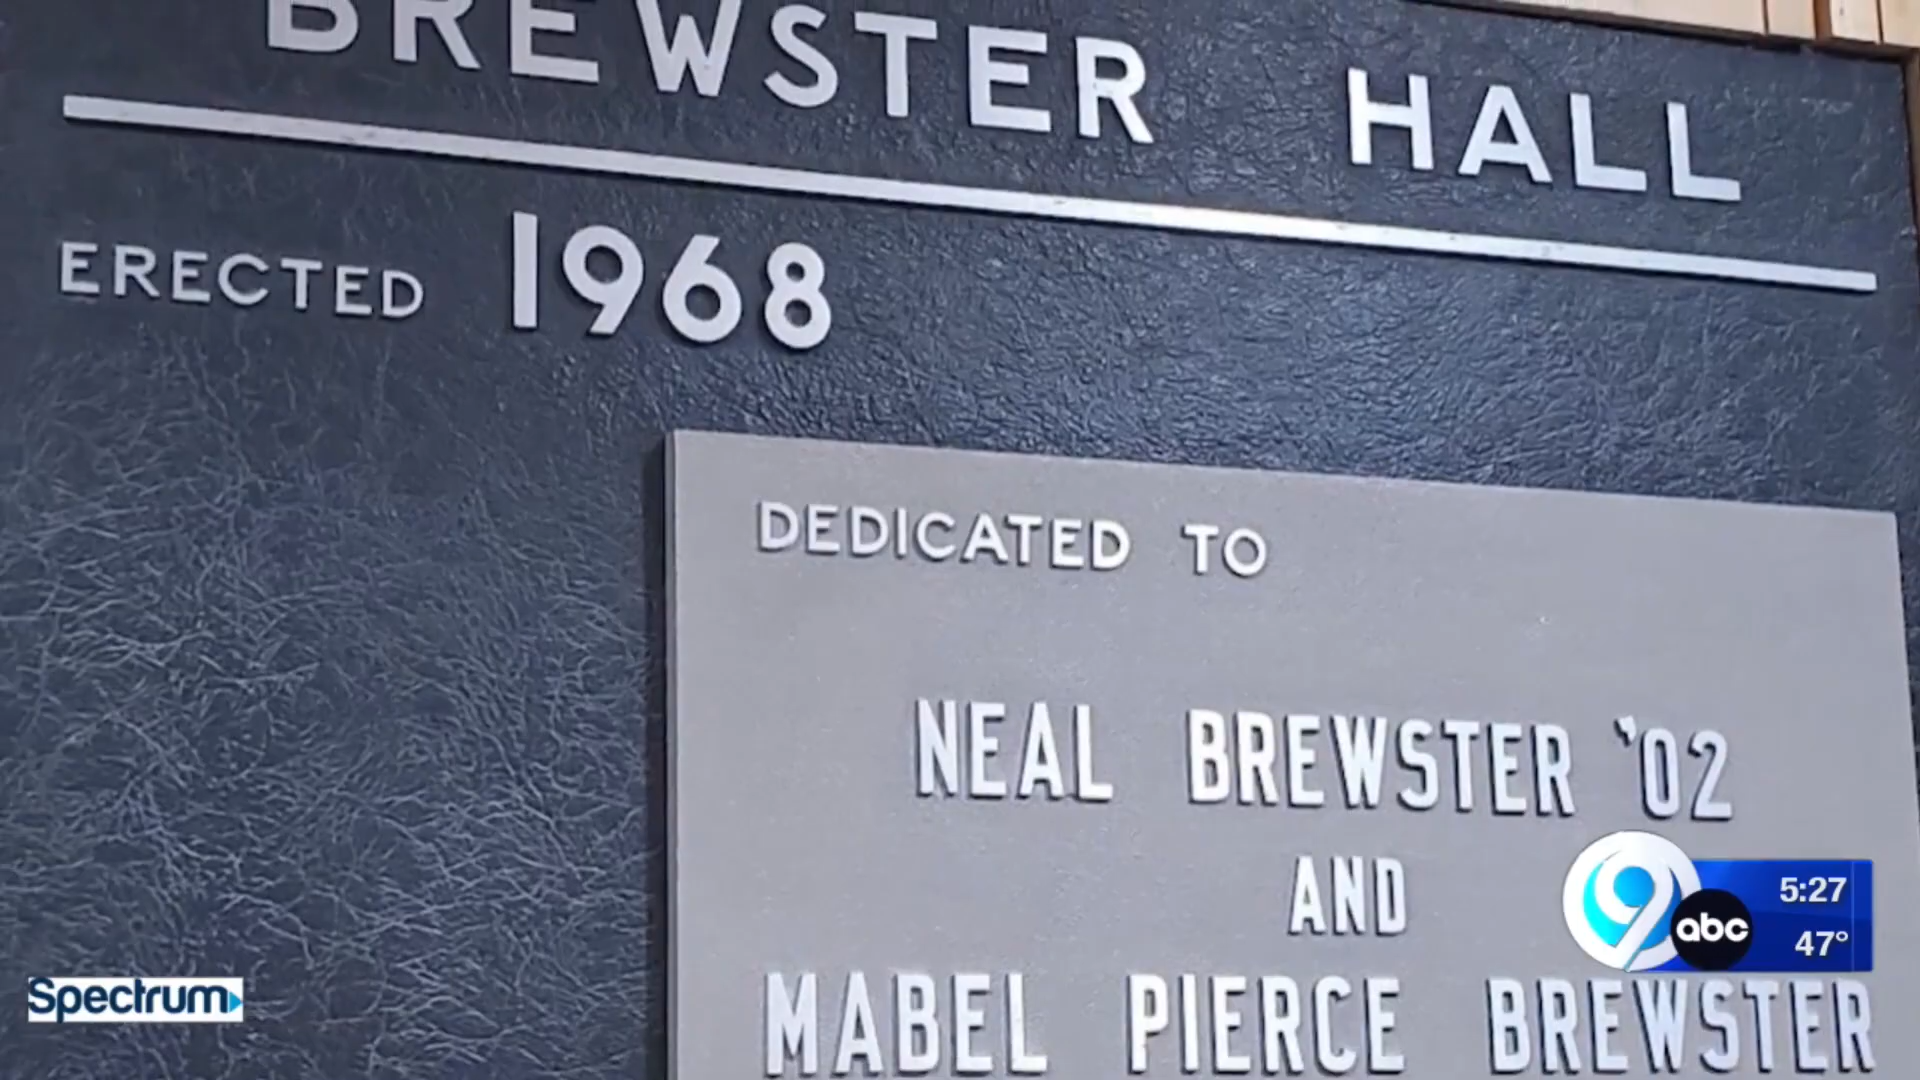 BREWSTER HALL
ERECTED 1968
DEDICATED TO
NEAL BREWSTER '02
AND
MABEL PIERCE BREWSTER
9 abc 5:27
47°
Spectrum